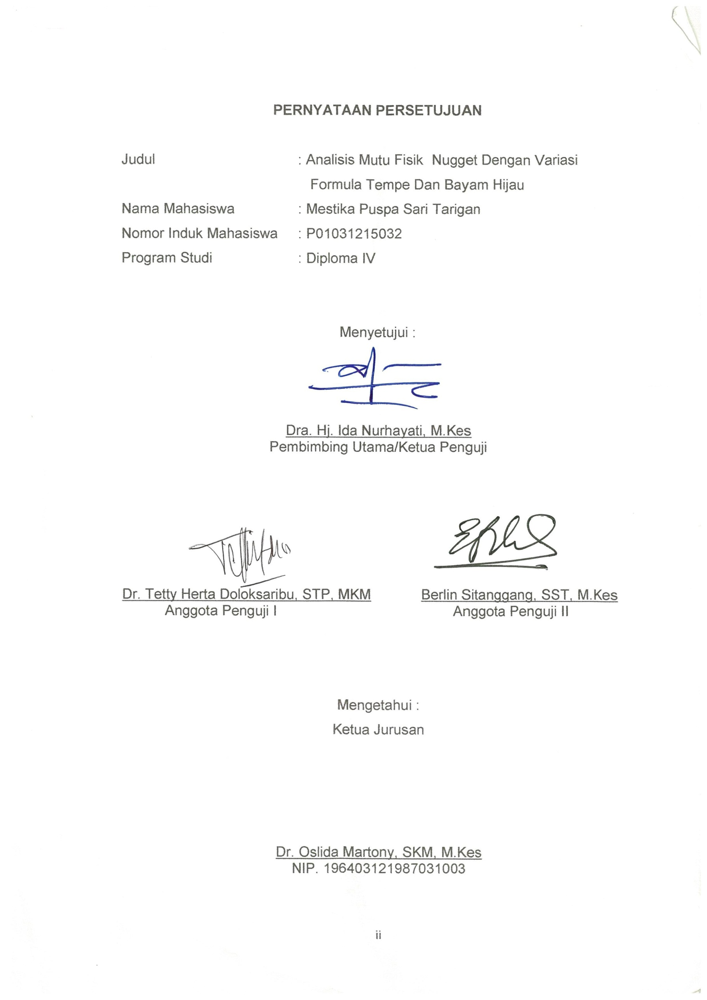 PERNYATAAN PERSETUJUAN
Judul : Analisis Mutu Fisik Nugget Dengan Variasi
Formula Tempe Dan Bayam Hijau
Nama Mahasiswa : Mestika Puspa Sari Tarigan
Nomor Induk Mahasiswa : P01031215032
Program Studi : Diploma IV
Menyetujui :
Dra. Hj. Ida Nurhayati, M.Kes
Pembimbing Utama/Ketua Penguji
Dr. Tetty Herta Doloksaribu, STP, MKM
Anggota Penguji I
Berlin Sitanggang, SST, M.Kes
Anggota Penguji II
Mengetahui :
Ketua Jurusan
Dr. Oslida Martony, SKM, M.Kes
NIP. 196403121987031003
ii